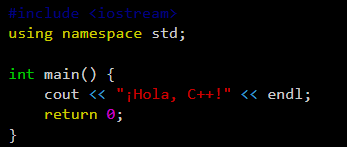 #include <iostream>
using namespace std;
int main() {
cout << "¡Hola, C++!" << endl;
return 0;
}